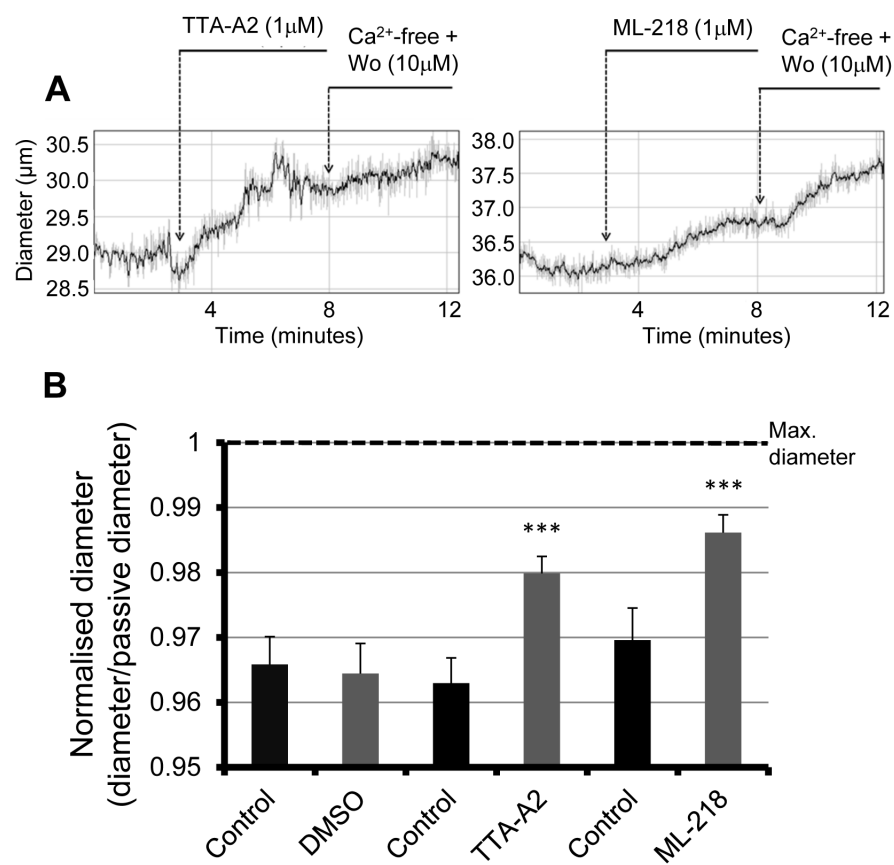 A
TTA-A2 (1μM)
Ca²⁺-free +
Wo (10μM)
ML-218 (1μM)
Ca²⁺-free +
Wo (10μM)
Diameter (μm)
30.5
30.0
29.5
29.0
28.5
4
8
12
Time (minutes)
38.0
37.5
37.0
36.5
36.0
4
8
12
Time (minutes)
B
Normalised diameter
(diameter/passive diameter)
1
0.99
0.98
0.97
0.96
0.95
Max.
diameter
***
***
Control
DMSO
Control
TTA-A2
Control
ML-218